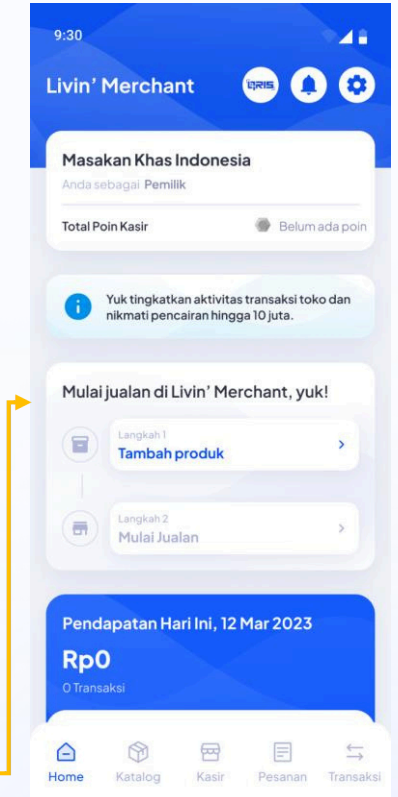 9:30
Livin’ Merchant
QRIS
Masakan Khas Indonesia
Anda sebagai Pemilik
Total Poin Kasir Belum ada poin
Yuk tingkatkan aktivitas transaksi toko dan
nikmati pencairan hingga 10 juta.
Mulai jualan di Livin’ Merchant, yuk!
Langkah 1
Tambah produk
Langkah 2
Mulai Jualan
Pendapatan Hari Ini, 12 Mar 2023
Rp0
0 Transaksi
Home Katalog Kasir Pesanan Transaksi